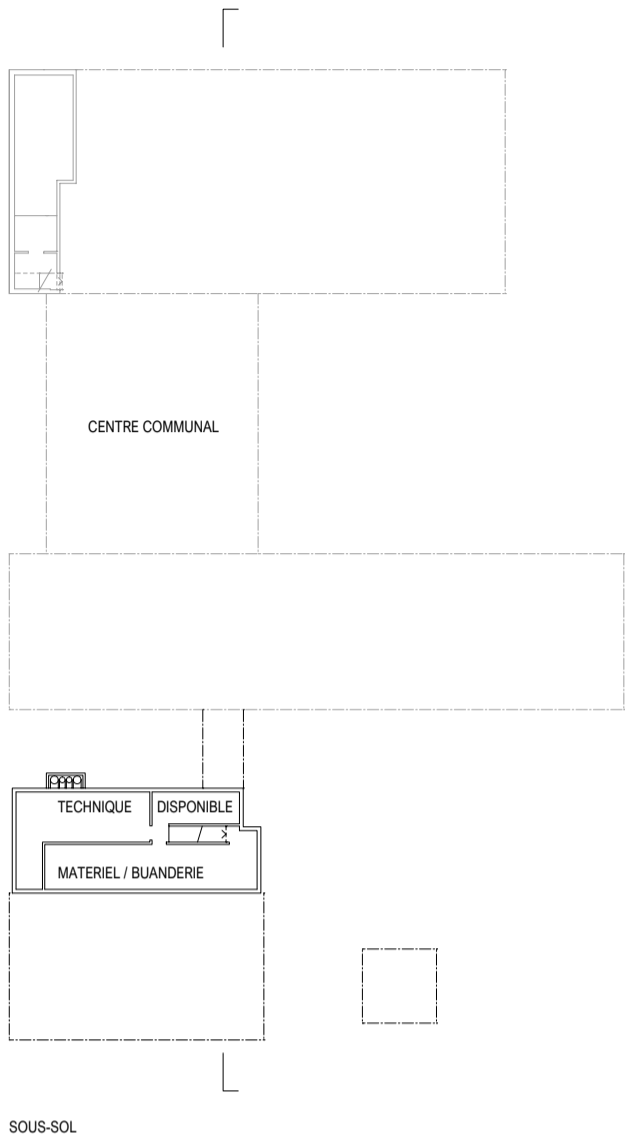 CENTRE COMMUNAL
TECHNIQUE
DISPONIBLE
MATERIEL / BUANDERIE
SOUS-SOL